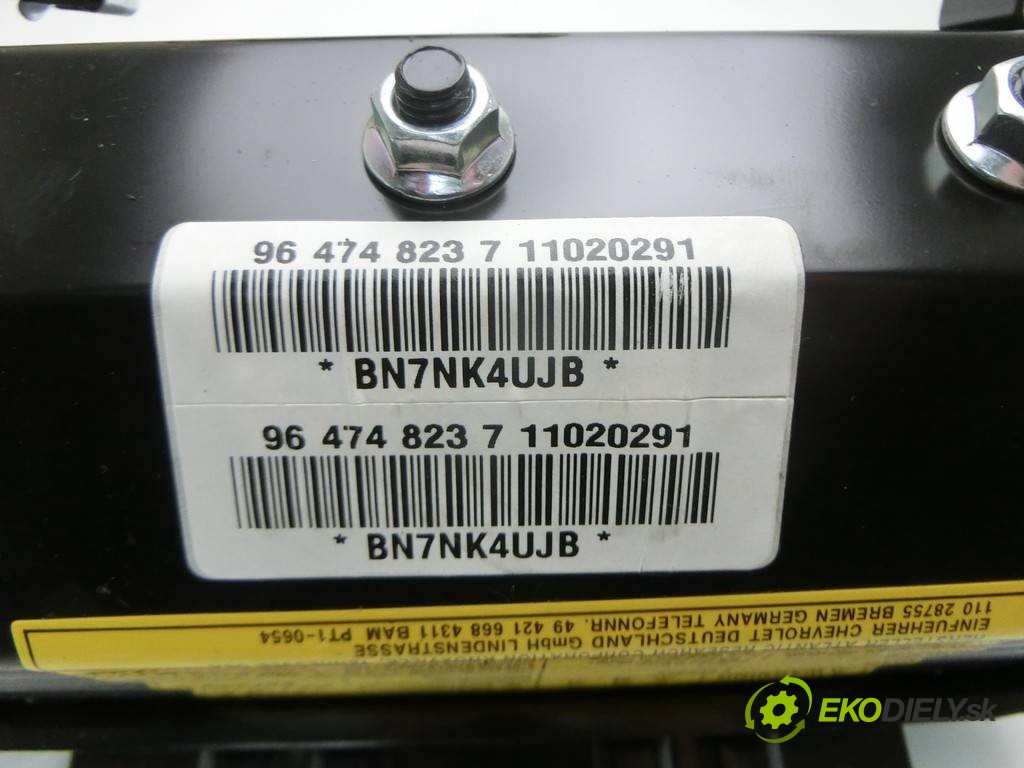 96 474 823 7 11020291
* BN7NK4UJB *
96 474 823 7 11020291
* BN7NK4UJB *
110 28755 BREMEN GERMANY TELEFONNR. 49 421 668 4311 BAM PT1-0654
EINFUEHRER CHEVROLET DEUTSCHLAND GmbH LINDENSTRASSE
EKODIELY.sk